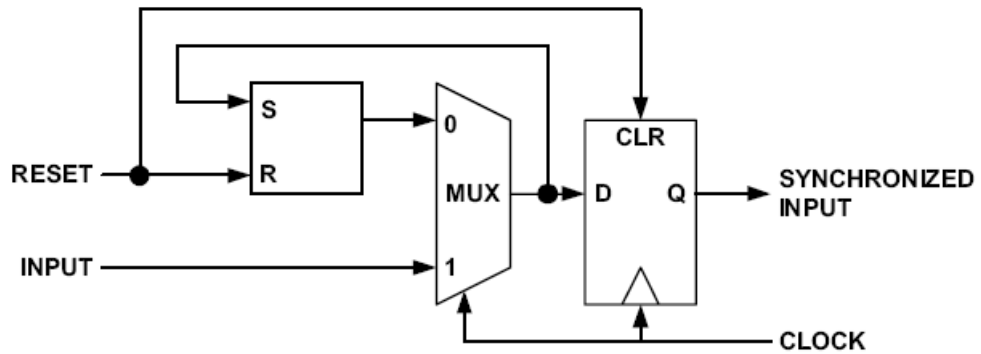 CLR
S
0
RESET
R
MUX
D
Q
SYNCHRONIZED
INPUT
INPUT
1
CLOCK